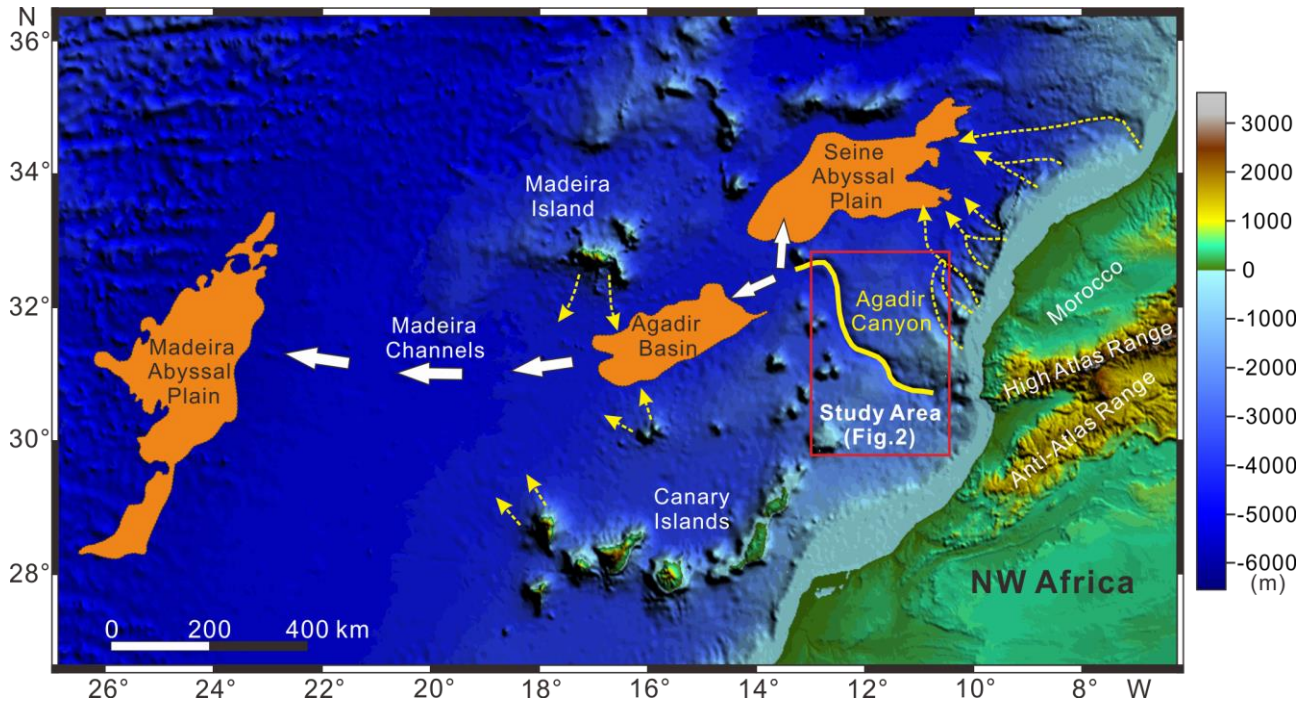 N
36°
34°
32°
30°
28°
Seine
Abyssal
Plain
Madeira
Island
Agadir
Canyon
Morocco
Madeira
Channels
Agadir
Basin
Madeira
Abyssal
Plain
High Atlas Range
Anti-Atlas Range
Study Area
(Fig.2)
Canary
Islands
NW Africa
0 200 400 km
26° 24° 22° 20° 18° 16° 14° 12° 10° 8° W
3000
2000
1000
0
-1000
-2000
-3000
-4000
-5000
-6000
(m)